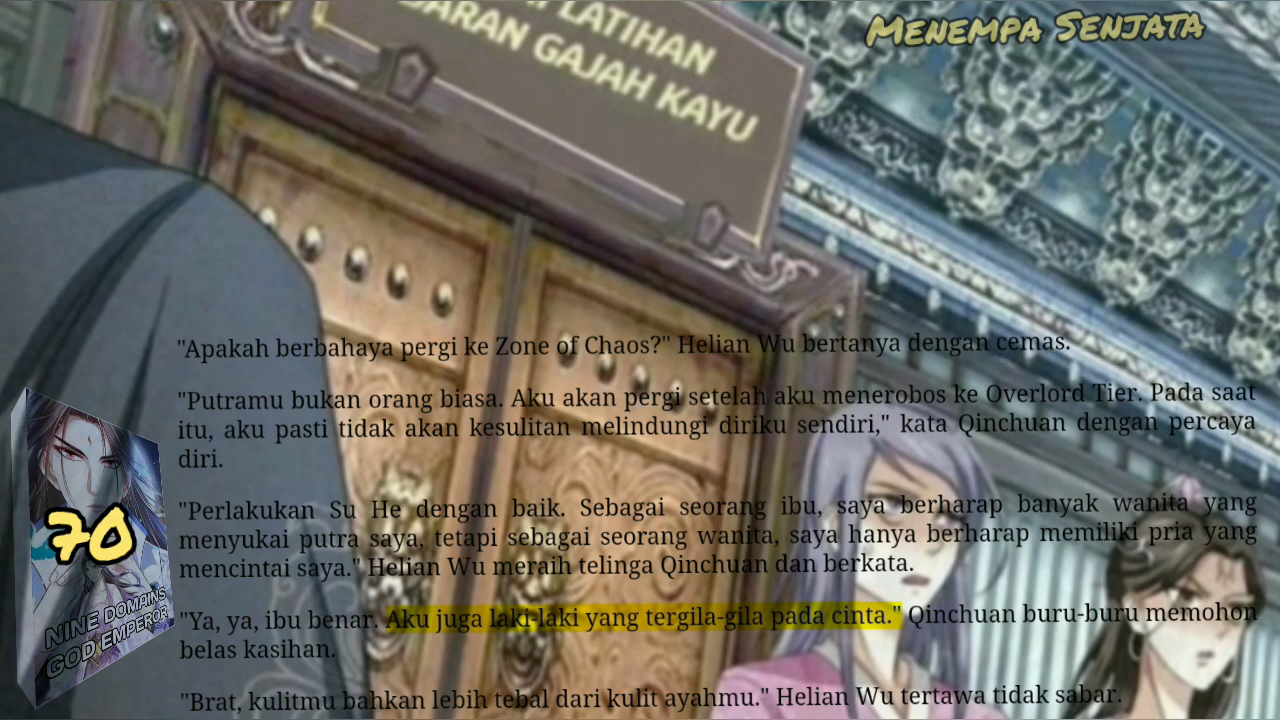 LATIHAN
GAJAH KAYU
Menempa Senjata
"Apakah berbahaya pergi ke Zone of Chaos?" Helian Wu bertanya dengan cemas.
"Putramu bukan orang biasa. Aku akan pergi setelah aku menerobos ke Overlord Tier. Pada saat
itu, aku pasti tidak akan kesulitan melindungi diriku sendiri," kata Qinchuan dengan percaya
diri.
"Perlakukan Su He dengan baik. Sebagai seorang ibu, saya berharap banyak wanita yang
menyukai putra saya, tetapi sebagai seorang wanita, saya hanya berharap memiliki pria yang
mencintai saya." Helian Wu meraih telinga Qinchuan dan berkata.
"Ya, ya, ibu benar. Aku juga laki-laki yang tergila-gila pada cinta." Qinchuan buru-buru memohon
belas kasihan.
"Brat, kulitmu bahkan lebih tebal dari kulit ayahmu." Helian Wu tertawa tidak sabar.
70
NINE DOMAINS
GOD EMPEROR